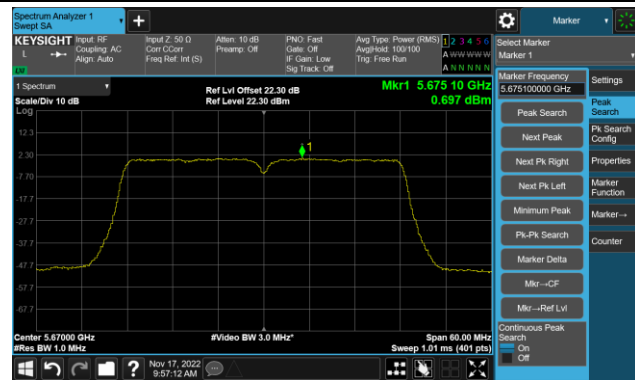 Spectrum Analyzer 1
Swept SA
Marker
KEYSIGHT Input: RF Input Z: 50 Ω Atten: 10 dB PNO: Fast Avg Type: Power (RMS) 1 2 3 4 5 6
L Coupling: AC Corr CCorr Preamp: Off Gate: Off Avg|Hold: 100/100 A W W W W W
Align: Auto Freq Ref: Int (S) IF Gain: Low Trig: Free Run
Sig Track: Off A N N N N N
LW
Select Marker
Marker 1
1 Spectrum
Ref Lvl Offset 22.30 dB
Mkr1 5.675 10 GHz
Scale/Div 10 dB
Ref Level 22.30 dBm
0.697 dBm
Log
12.3
2.30
-7.70
-17.7
-27.7
-37.7
-47.7
-57.7
-67.7
1
Center 5.67000 GHz
#Video BW 3.0 MHz*
Span 60.00 MHz
#Res BW 1.0 MHz
Sweep 1.01 ms (401 pts)
Marker Frequency
5.675100000 GHz
Peak Search
Next Peak
Next Pk Right
Next Pk Left
Minimum Peak
Pk-Pk Search
Marker Delta
Mkr→CF
Mkr→Ref Lvl
Continuous Peak
Search
On
Off
Settings
Peak
Search
Pk Search
Config
Properties
Marker
Function
Marker→
Counter
?
Nov 17, 2022
9:57:12 AM